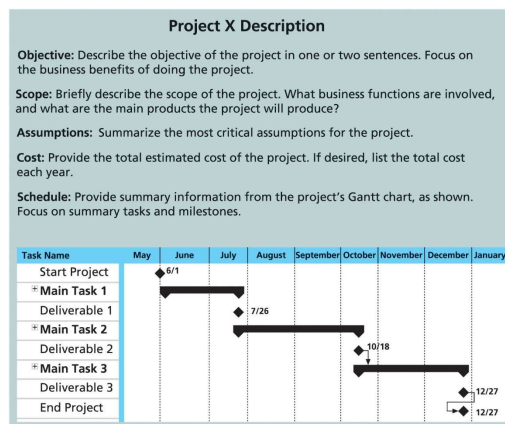 Project X Description
Objective: Describe the objective of the project in one or two sentences. Focus on
the business benefits of doing the project.
Scope: Briefly describe the scope of the project. What business functions are involved,
and what are the main products the project will produce?
Assumptions: Summarize the most critical assumptions for the project.
Cost: Provide the total estimated cost of the project. If desired, list the total cost
each year.
Schedule: Provide summary information from the project's Gantt chart, as shown.
Focus on summary tasks and milestones.
Task Name May June July August September October November December January
Start Project 6/1
+ Main Task 1
Deliverable 1 7/26
+ Main Task 2
Deliverable 2 10/18
+ Main Task 3
Deliverable 3 12/27
End Project 12/27